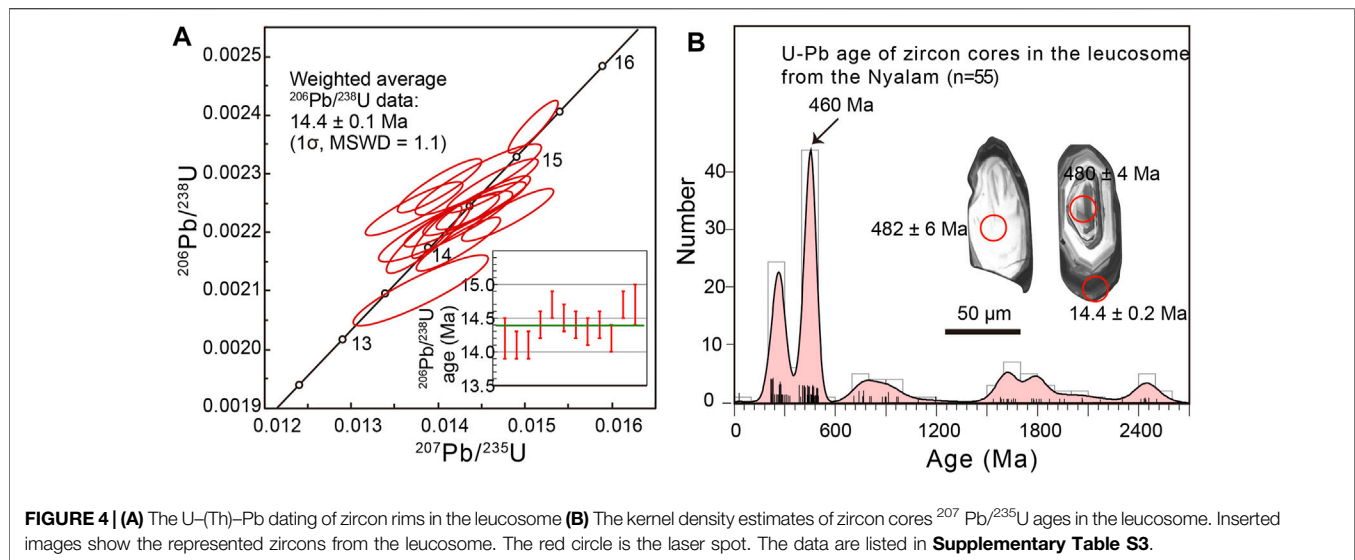 A
0.0025
0.0024
0.0023
0.0022
0.0021
0.0020
0.0019
²⁰⁶Pb/²³⁸U
Weighted average
²⁰⁶Pb/²³⁸U data:
14.4 ± 0.1 Ma
(1σ, MSWD = 1.1)
16
15
14
13
15.0
14.5
14.0
13.5
²⁰⁶Pb/²³⁸U
age (Ma)
0.012 0.013 0.014 0.015 0.016
²⁰⁷Pb/²³⁵U
B
U-Pb age of zircon cores in the leucosome
from the Nyalam (n=55)
460 Ma
480 ± 4 Ma
482 ± 6 Ma
14.4 ± 0.2 Ma
50 µm
40
30
20
10
0
Number
0 600 1200 1800 2400
Age (Ma)
FIGURE 4 | (A) The U–(Th)–Pb dating of zircon rims in the leucosome (B) The kernel density estimates of zircon cores ²⁰⁷ Pb/²³⁵U ages in the leucosome. Inserted
images show the represented zircons from the leucosome. The red circle is the laser spot. The data are listed in Supplementary Table S3.